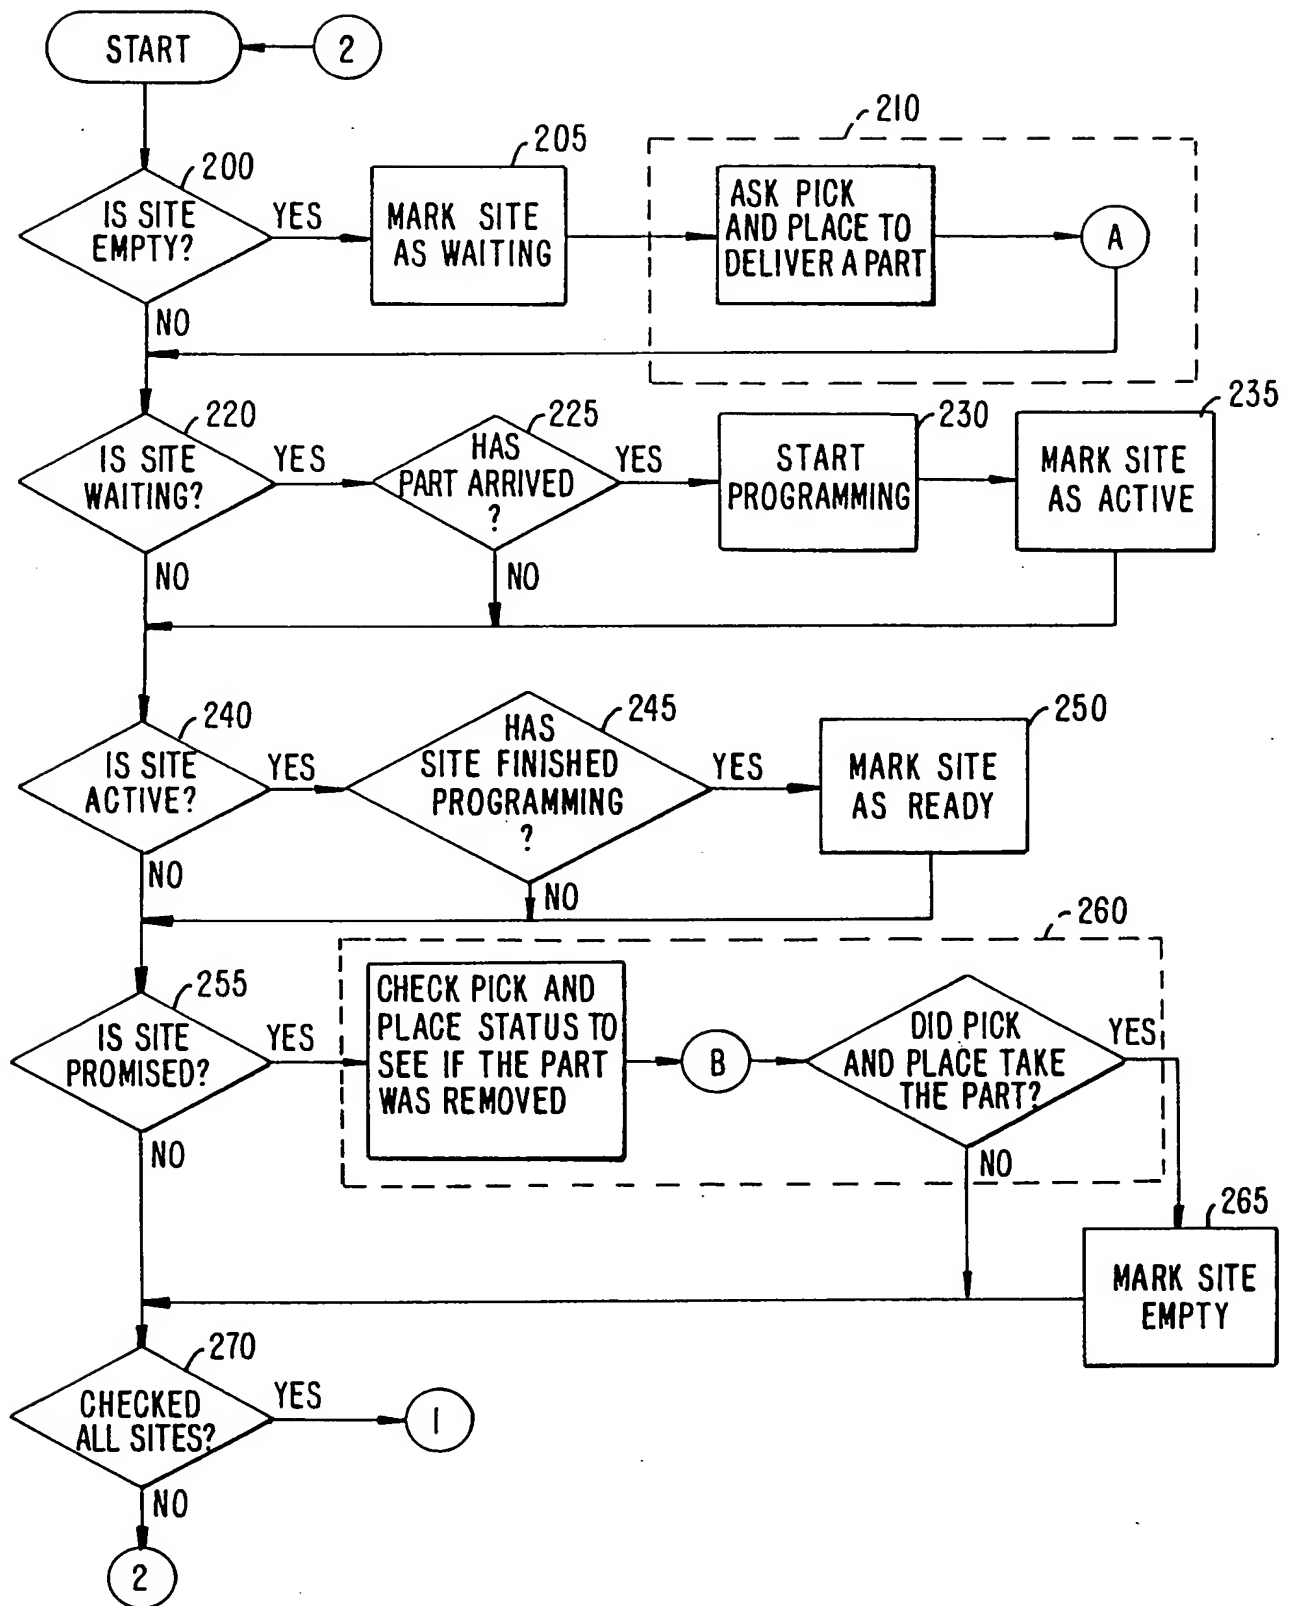 START
2
200
IS SITE
EMPTY?
YES
NO
205
MARK SITE
AS WAITING
210
ASK PICK
AND PLACE TO
DELIVER A PART
A
220
IS SITE
WAITING?
YES
NO
225
HAS
PART ARRIVED
?
YES
NO
230
START
PROGRAMMING
235
MARK SITE
AS ACTIVE
240
IS SITE
ACTIVE?
YES
NO
245
HAS
SITE FINISHED
PROGRAMMING
?
YES
NO
250
MARK SITE
AS READY
255
IS SITE
PROMISED?
YES
NO
260
CHECK PICK AND
PLACE STATUS TO
SEE IF THE PART
WAS REMOVED
B
DID PICK
AND PLACE TAKE
THE PART?
YES
NO
265
MARK SITE
EMPTY
270
CHECKED
ALL SITES?
YES
1
NO
2